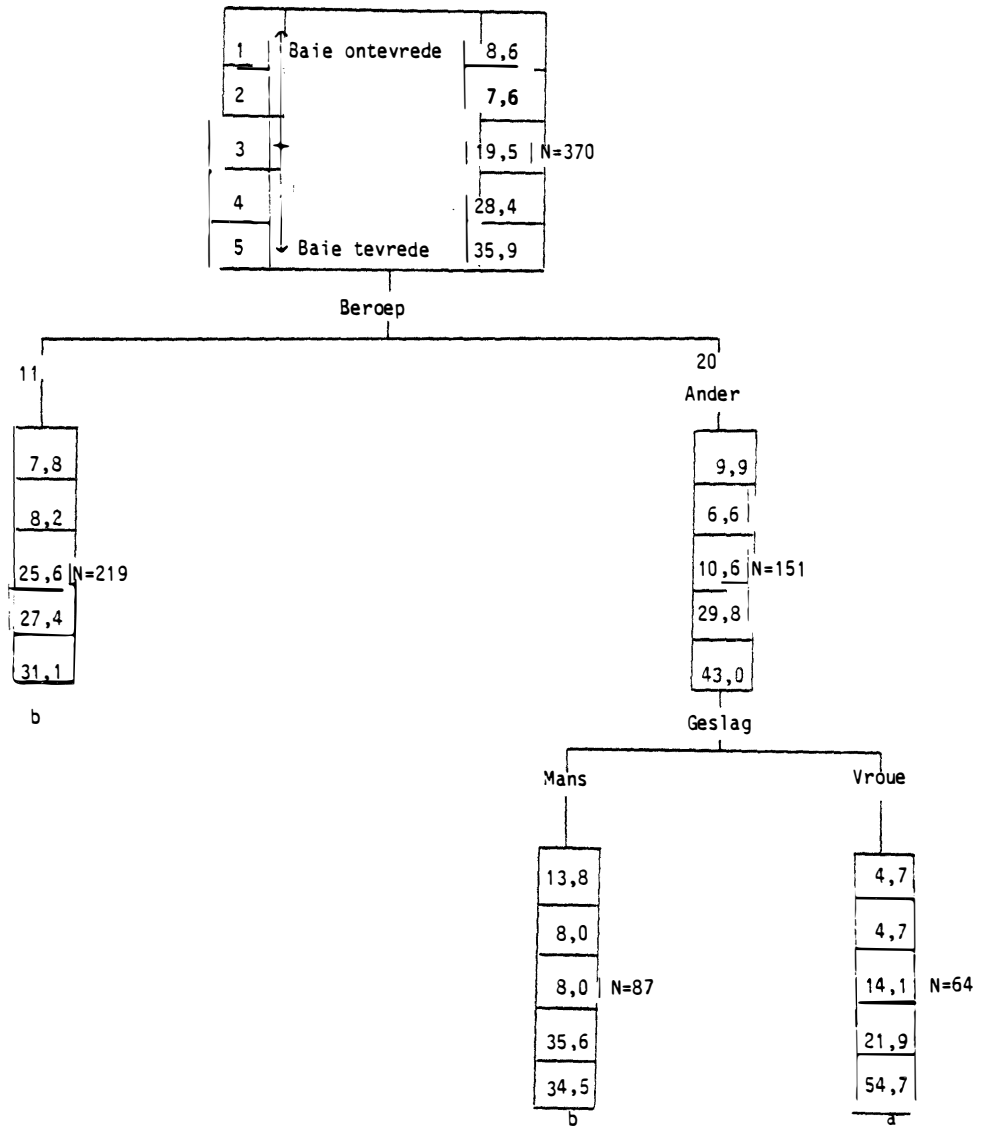 1 Baie ontevrede 8,6
2 7,6
3 19,5 N=370
4 28,4
5 Baie tevrede 35,9
Beroep
11
20
Ander
7,8
8,2
25,6 N=219
27,4
31,1
b
9,9
6,6
10,6 N=151
29,8
43,0
Geslag
Mans
Vroue
13,8
8,0
8,0 N=87
35,6
34,5
b
4,7
4,7
14,1 N=64
21,9
54,7
a